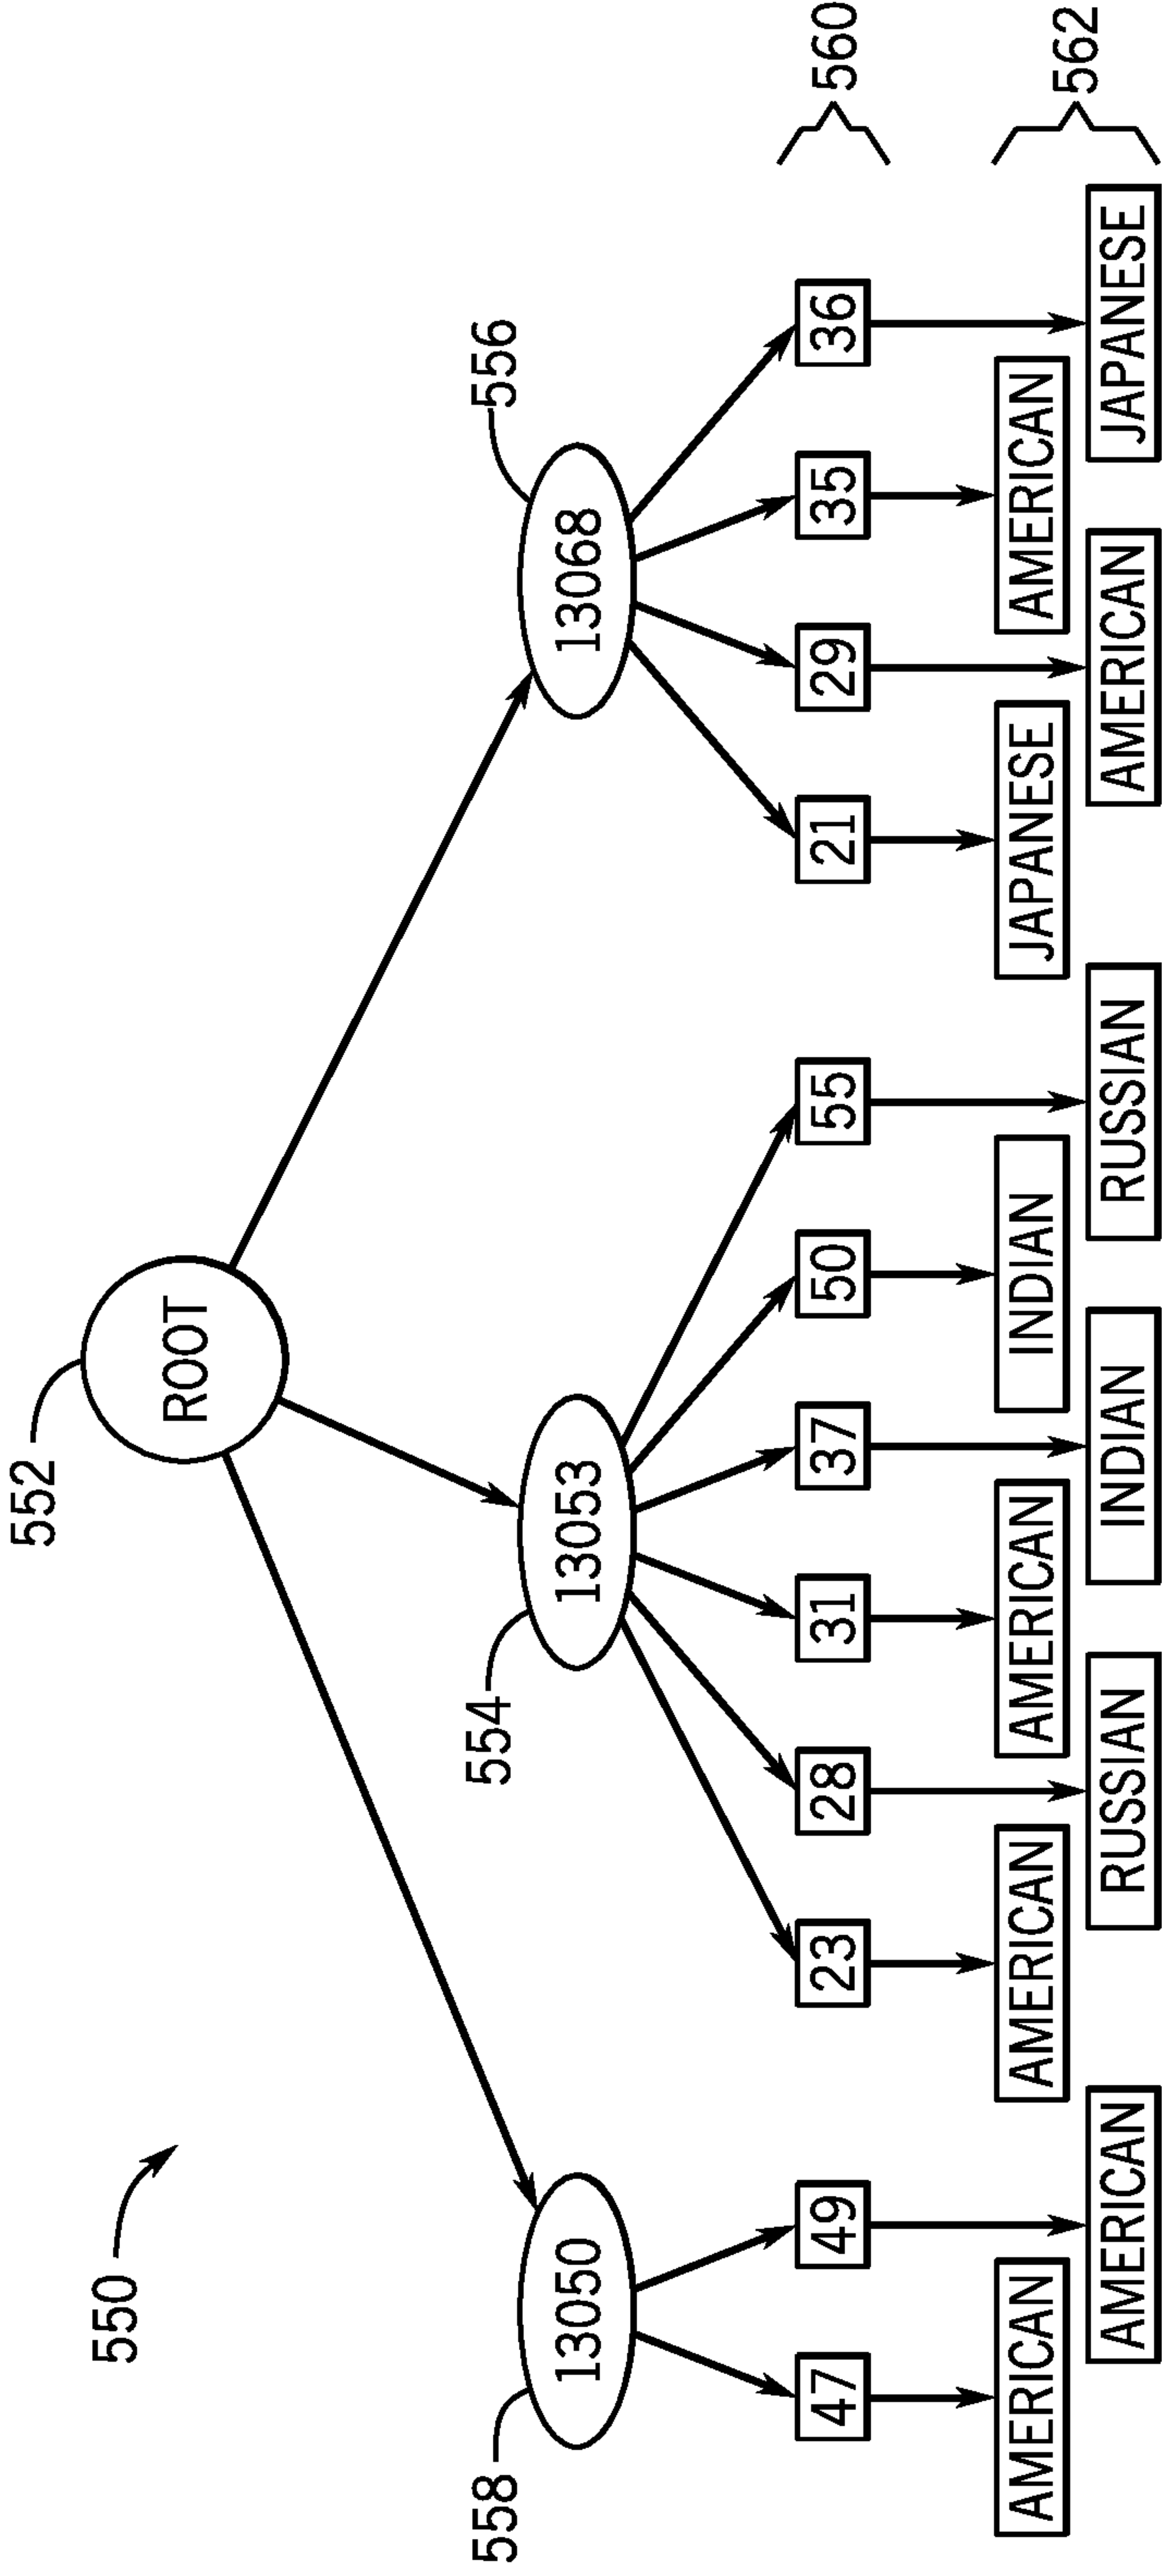 550
552
ROOT
558
554
556
13050
13053
13068
47
49
23
28
31
37
50
55
21
29
35
36
560
AMERICAN
AMERICAN
INDIAN
JAPANESE
AMERICAN
AMERICAN
RUSSIAN
INDIAN
RUSSIAN
AMERICAN
JAPANESE
AMERICAN
562